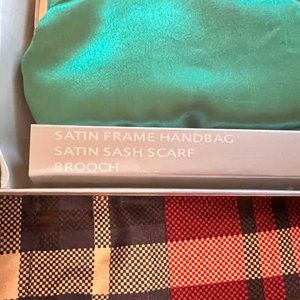 SATIN FRAME HANDBAG
SATIN SASH SCARF
BROOCH